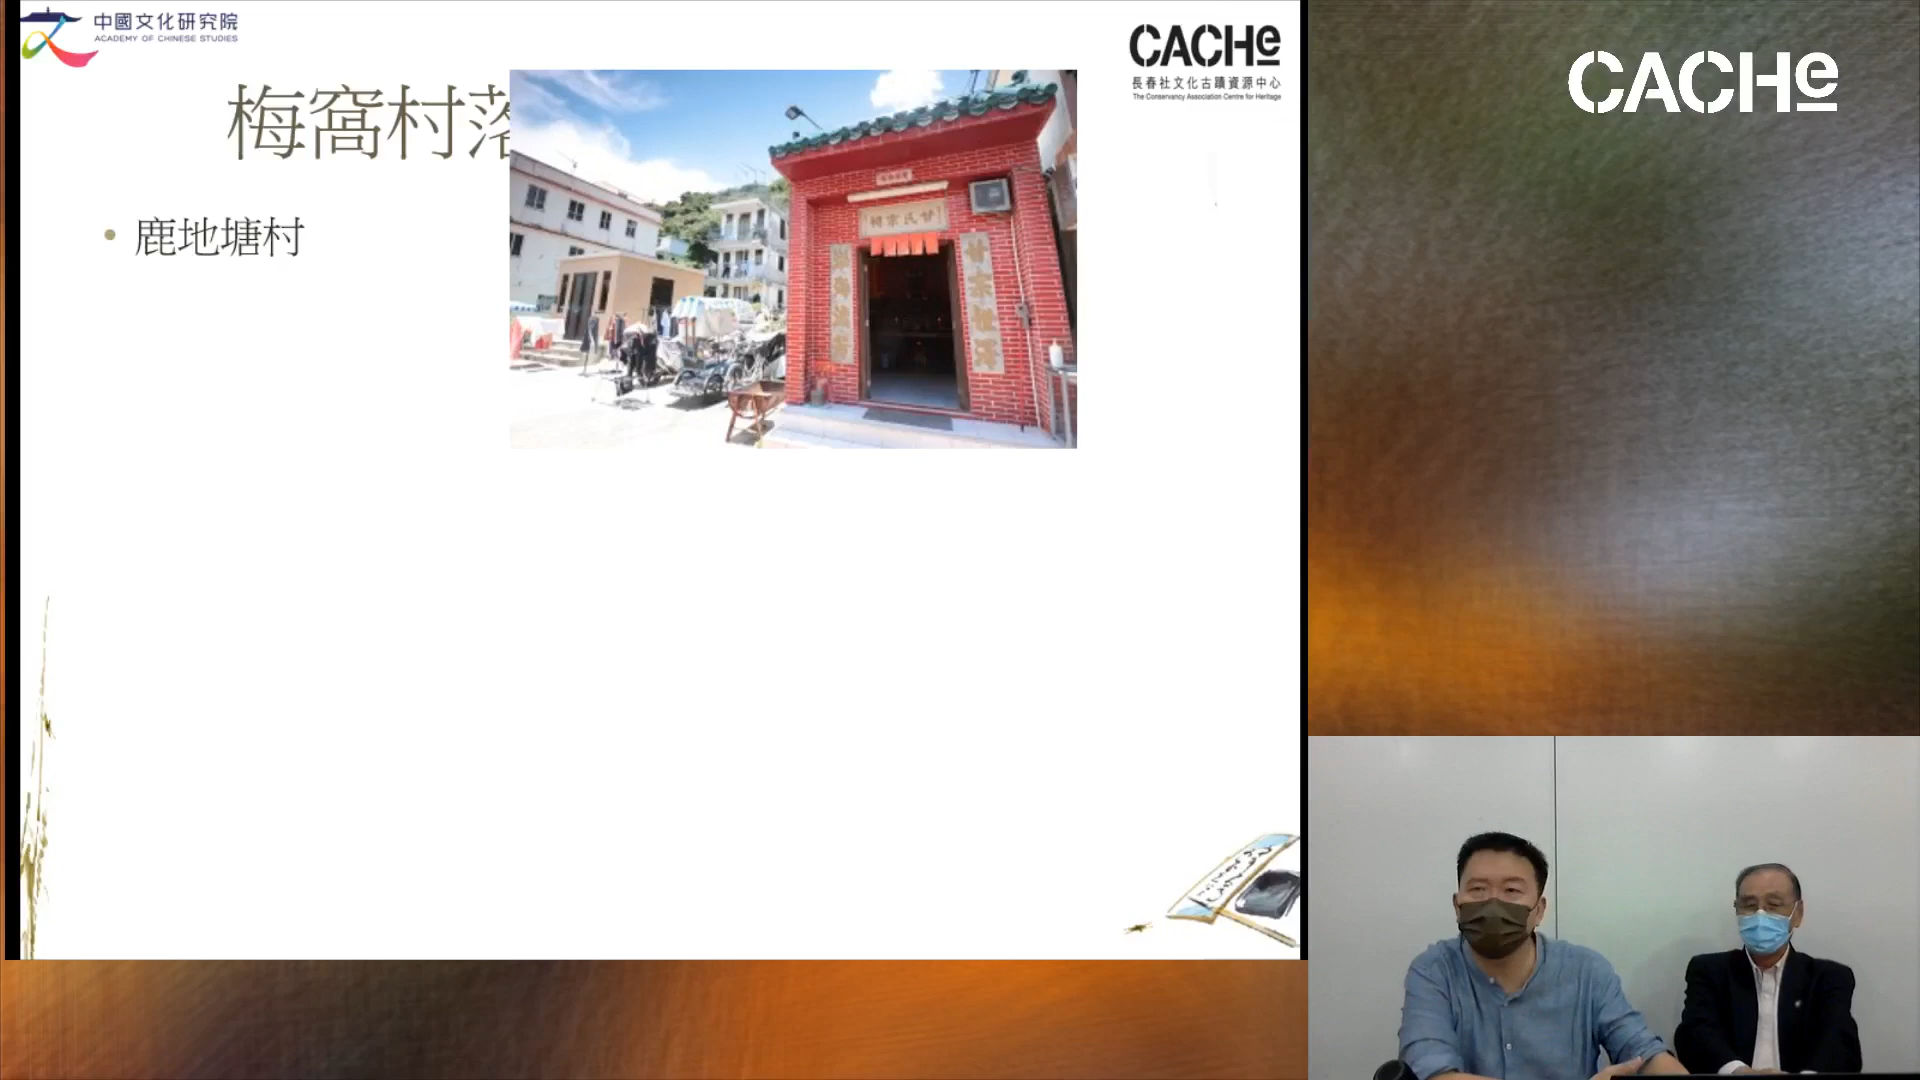 中國文化研究院
ACADEMY OF CHINESE STUDIES
CACHe
長春社文化古蹟資源中心
The Conservancy Association Centre for Heritage
CACHe
梅窩村落
• 鹿地塘村
甘氏宗祠